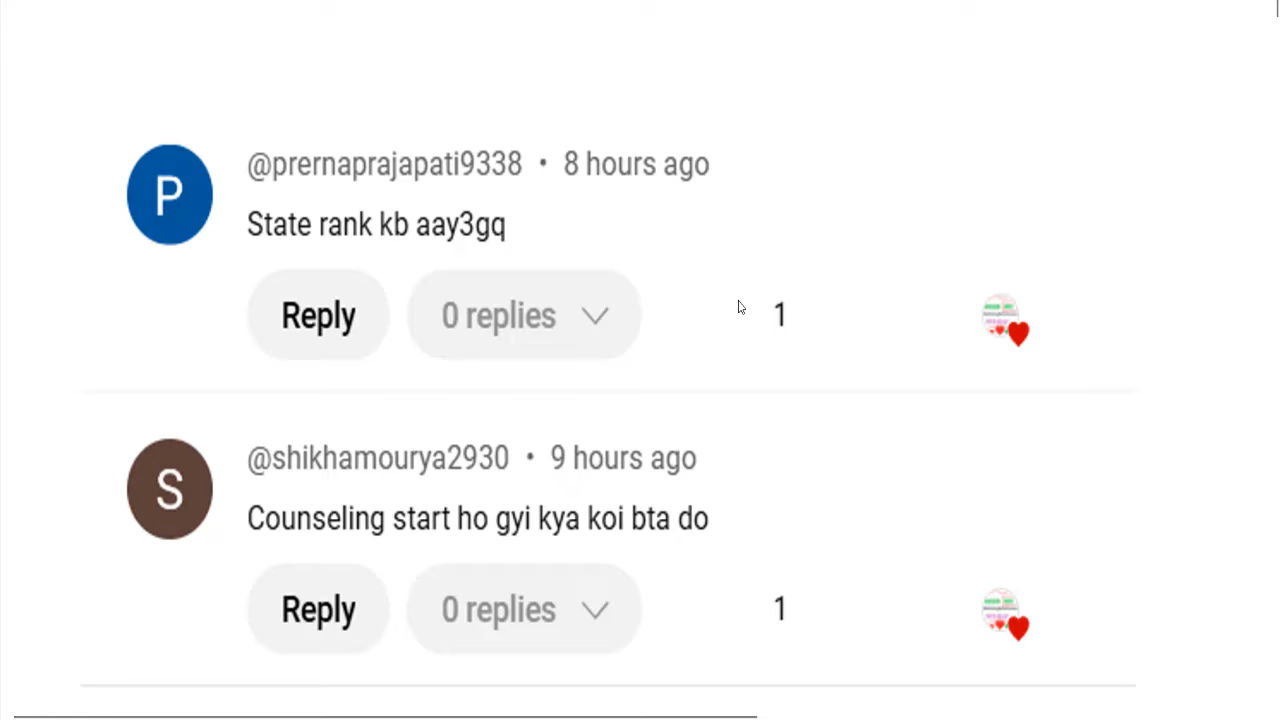 P
@prernaprajapati9338 • 8 hours ago
State rank kb aay3gq
Reply
0 replies
1
S
@shikhamourya2930 • 9 hours ago
Counseling start ho gyi kya koi bta do
Reply
0 replies
1